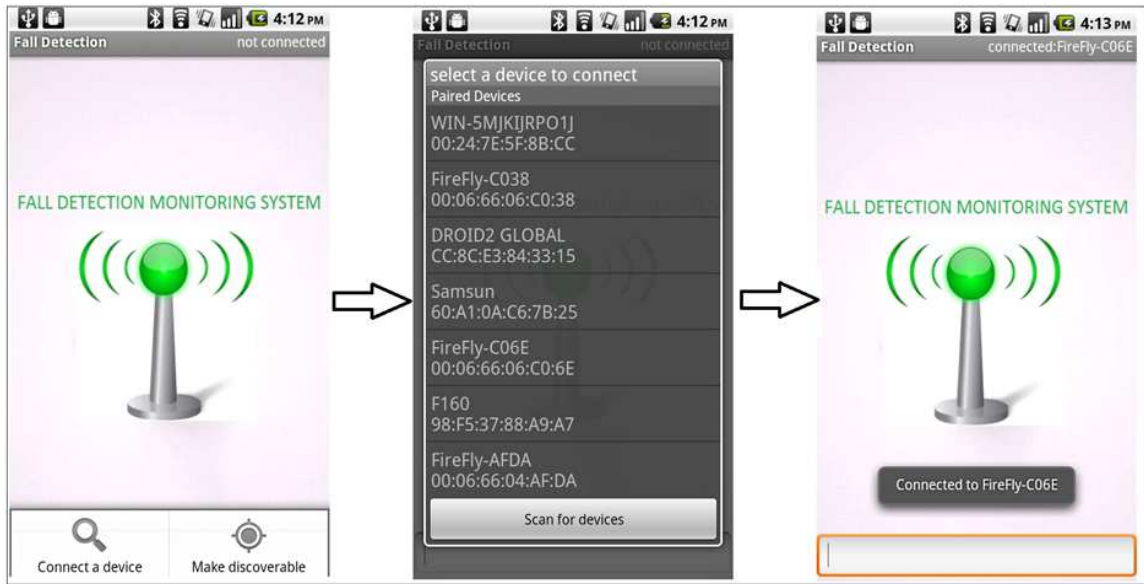 4:12 PM
Fall Detection not connected
FALL DETECTION MONITORING SYSTEM
Connect a device Make discoverable
4:12 PM
Fall Detection not connected
select a device to connect
Paired Devices
WIN-5MJKIJRPO1J
00:24:7E:5F:8B:CC
FireFly-C038
00:06:66:06:C0:38
DROID2 GLOBAL
CC:8C:E3:84:33:15
Samsun
60:A1:0A:C6:7B:25
FireFly-C06E
00:06:66:06:C0:6E
F160
98:F5:37:88:A9:A7
FireFly-AFDA
00:06:66:04:AF:DA
Scan for devices
4:13 PM
Fall Detection connected:FireFly-C06E
FALL DETECTION MONITORING SYSTEM
Connected to FireFly-C06E